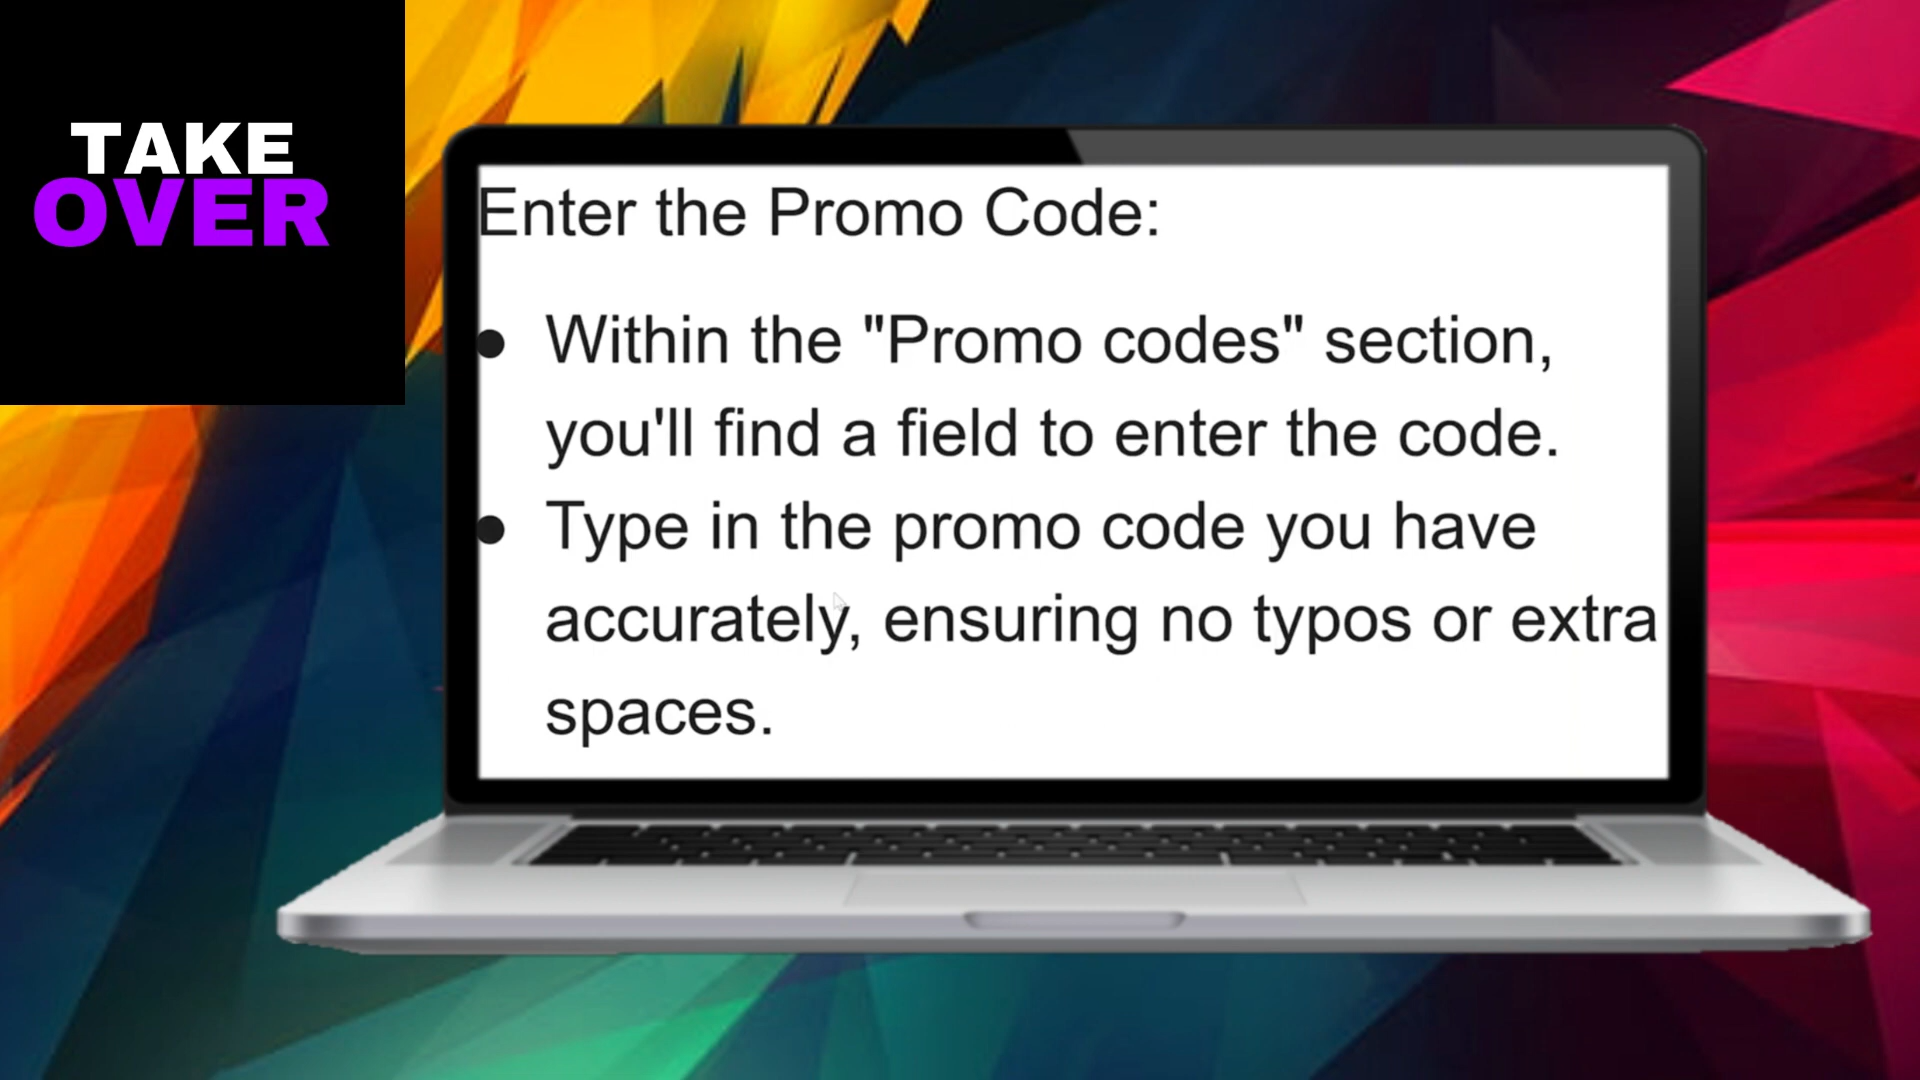 TAKE
OVER
Enter the Promo Code:
● Within the "Promo codes" section,
you'll find a field to enter the code.
● Type in the promo code you have
accurately, ensuring no typos or extra
spaces.